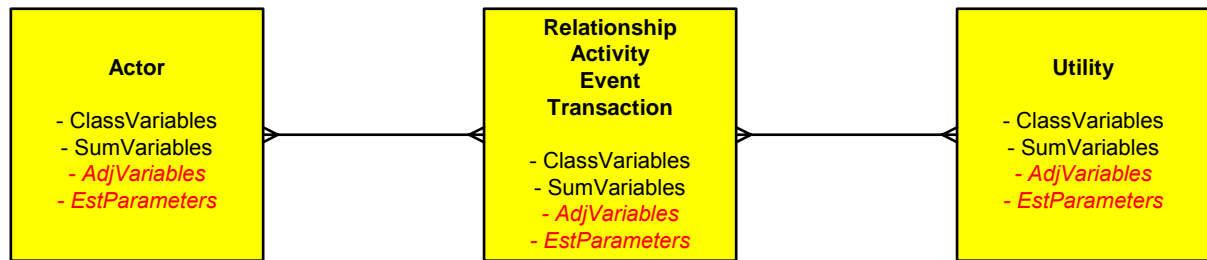 Actor
- ClassVariables
- SumVariables
- AdjVariables
- EstParameters
Relationship
Activity
Event
Transaction
- ClassVariables
- SumVariables
- AdjVariables
- EstParameters
Utility
- ClassVariables
- SumVariables
- AdjVariables
- EstParameters